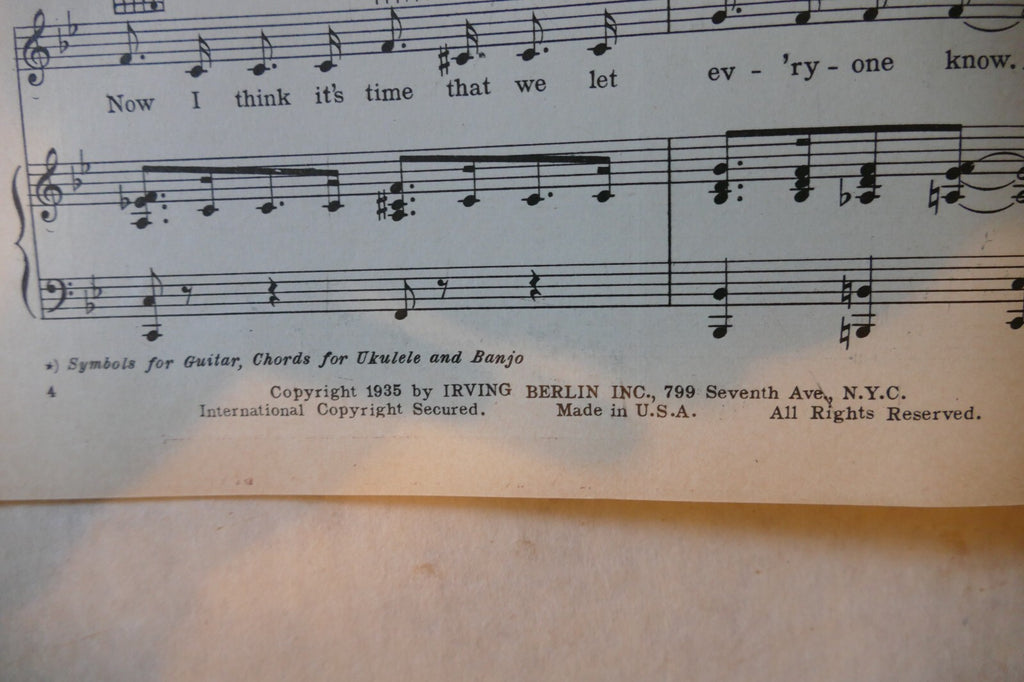 Now I think it's time that we let ev - 'ry - one know.
*) Symbols for Guitar, Chords for Ukulele and Banjo
4 Copyright 1935 by IRVING BERLIN INC., 799 Seventh Ave., N.Y.C.
International Copyright Secured. Made in U.S.A. All Rights Reserved.